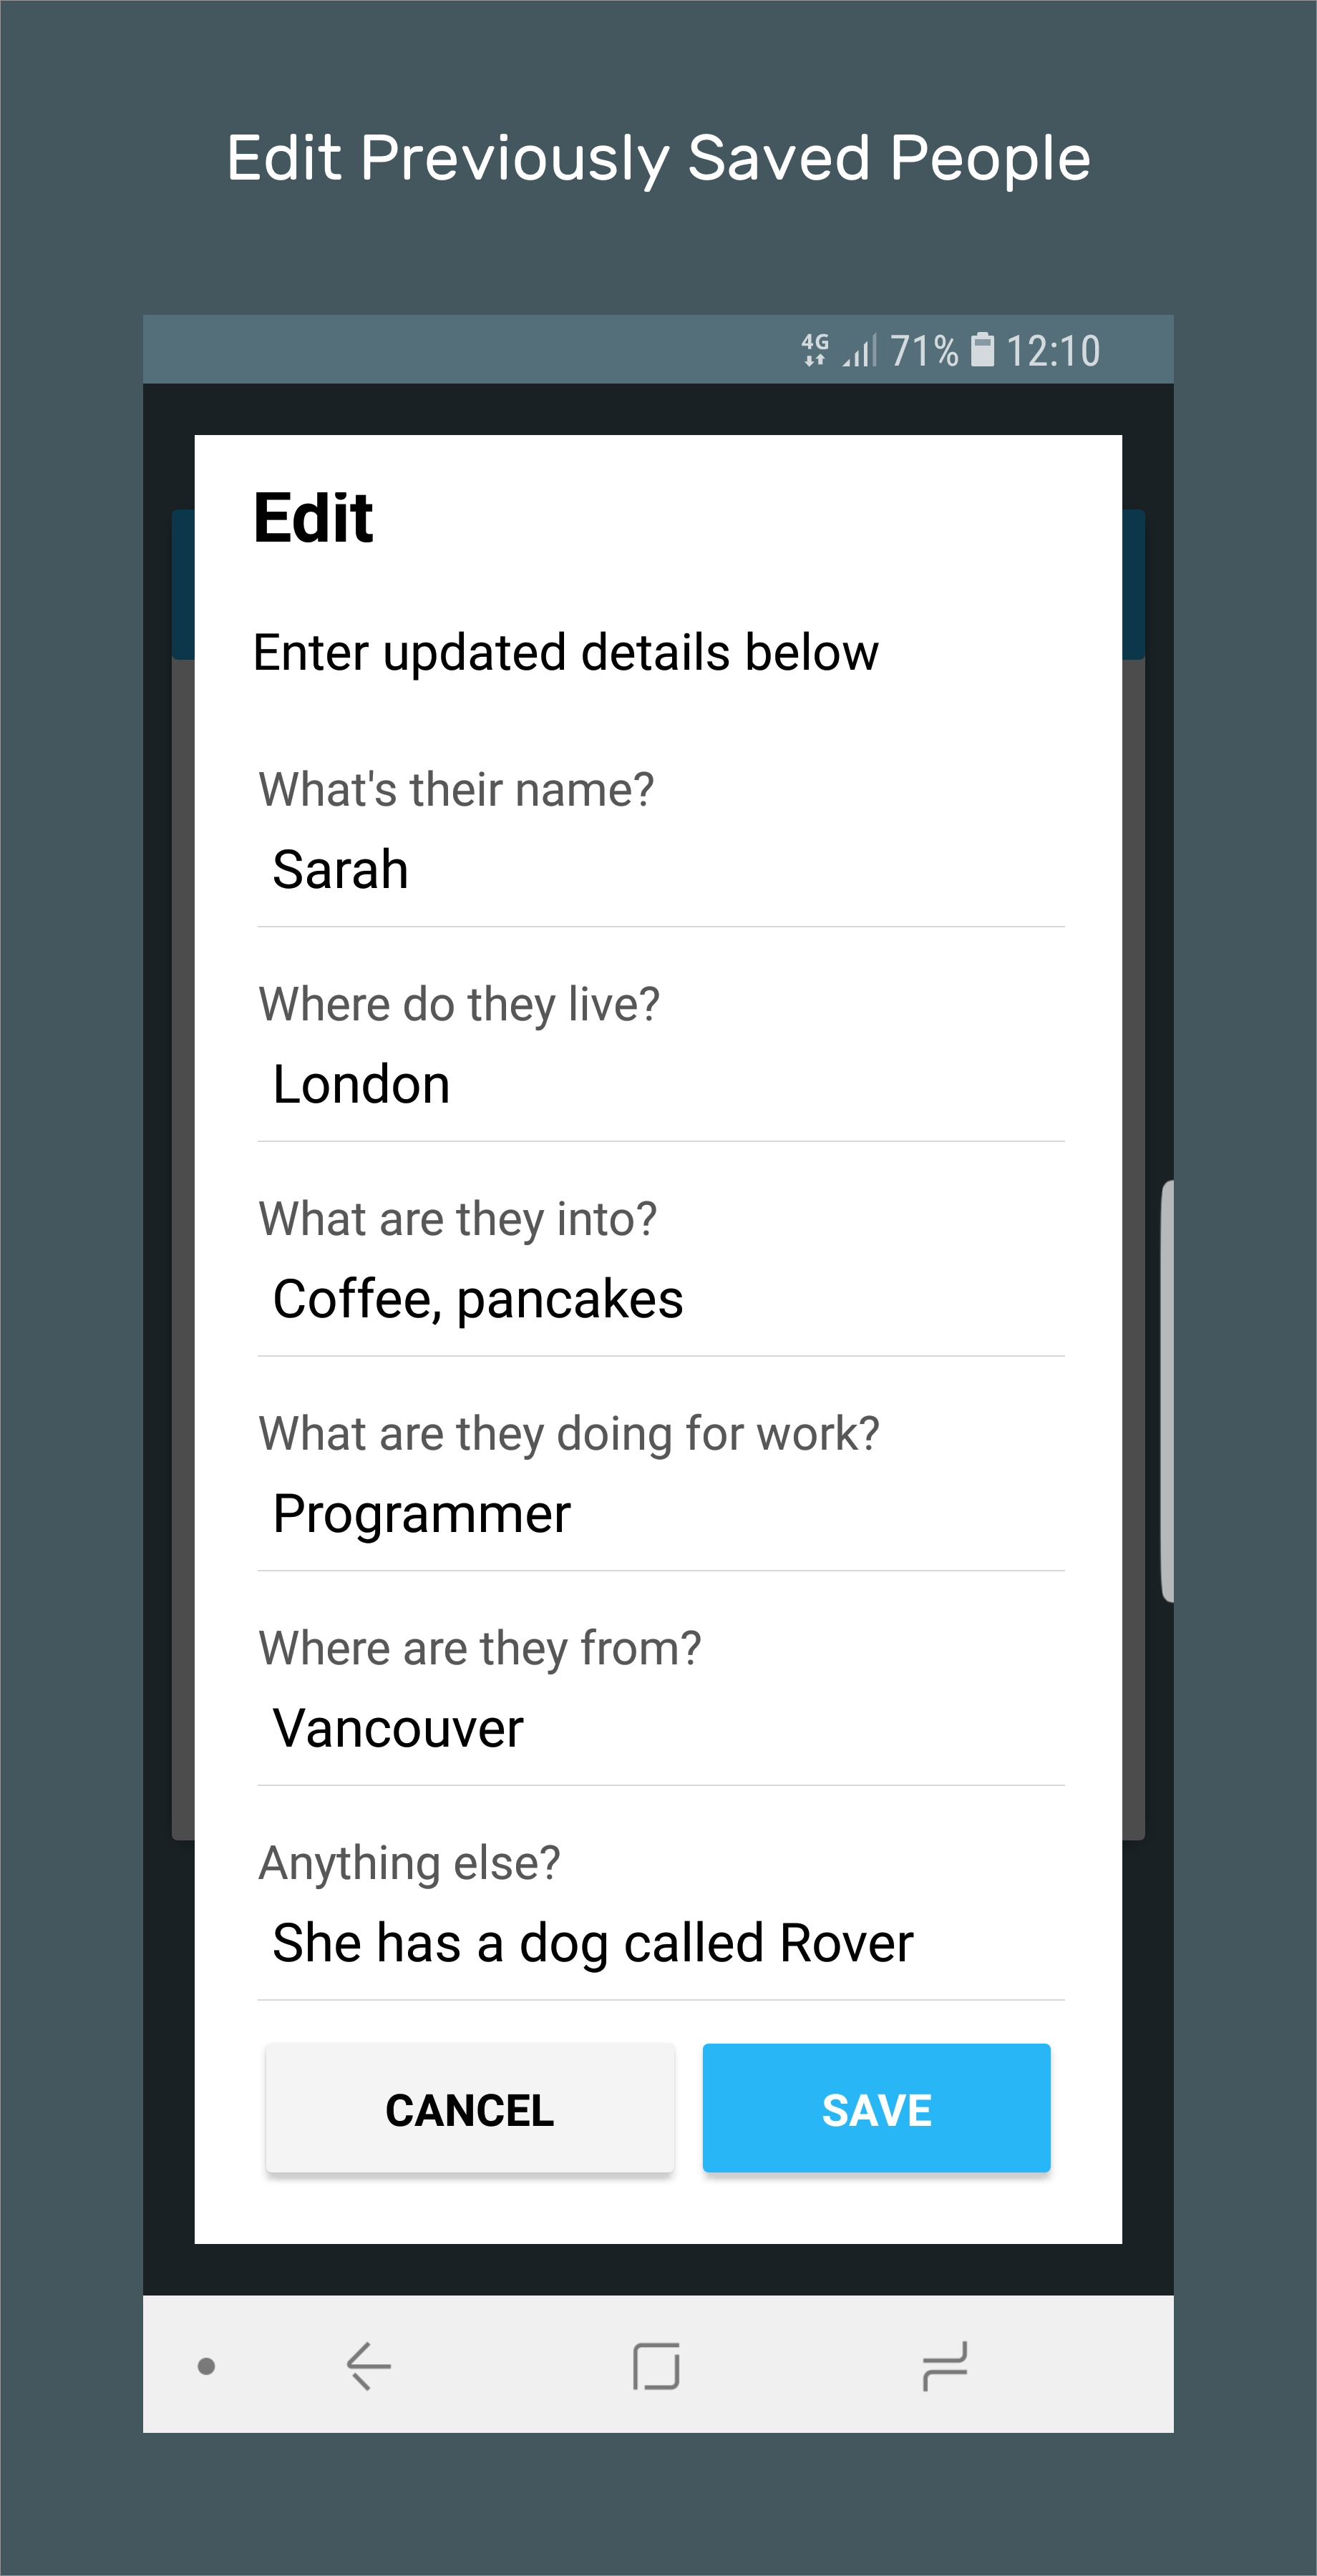 Edit Previously Saved People
4G 71% 12:10
Edit
Enter updated details below
What's their name?
Sarah
Where do they live?
London
What are they into?
Coffee, pancakes
What are they doing for work?
Programmer
Where are they from?
Vancouver
Anything else?
She has a dog called Rover
CANCEL SAVE